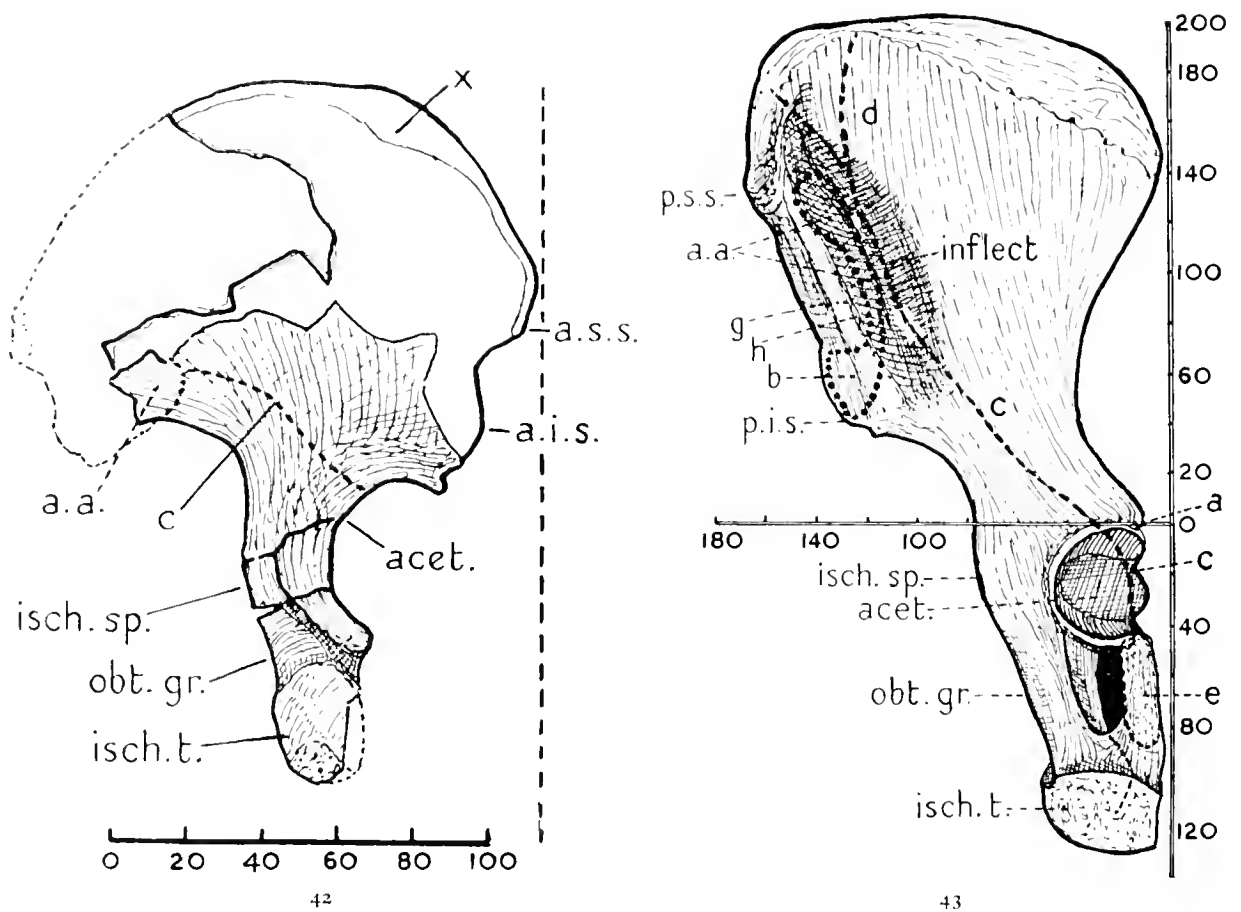 x
a.s.s.
a.i.s.
a.a.
c
acet.
isch. sp.
obt. gr.
isch. t.
0 20 40 60 80 100
42
200
180
d
140
p.s.s.
a.a.
inflect
100
g
h
b
60
c
p.i.s.
20
a
0
180 140 100
isch. sp.
c
acet.
40
obt. gr.
e
80
isch. t.
120
43